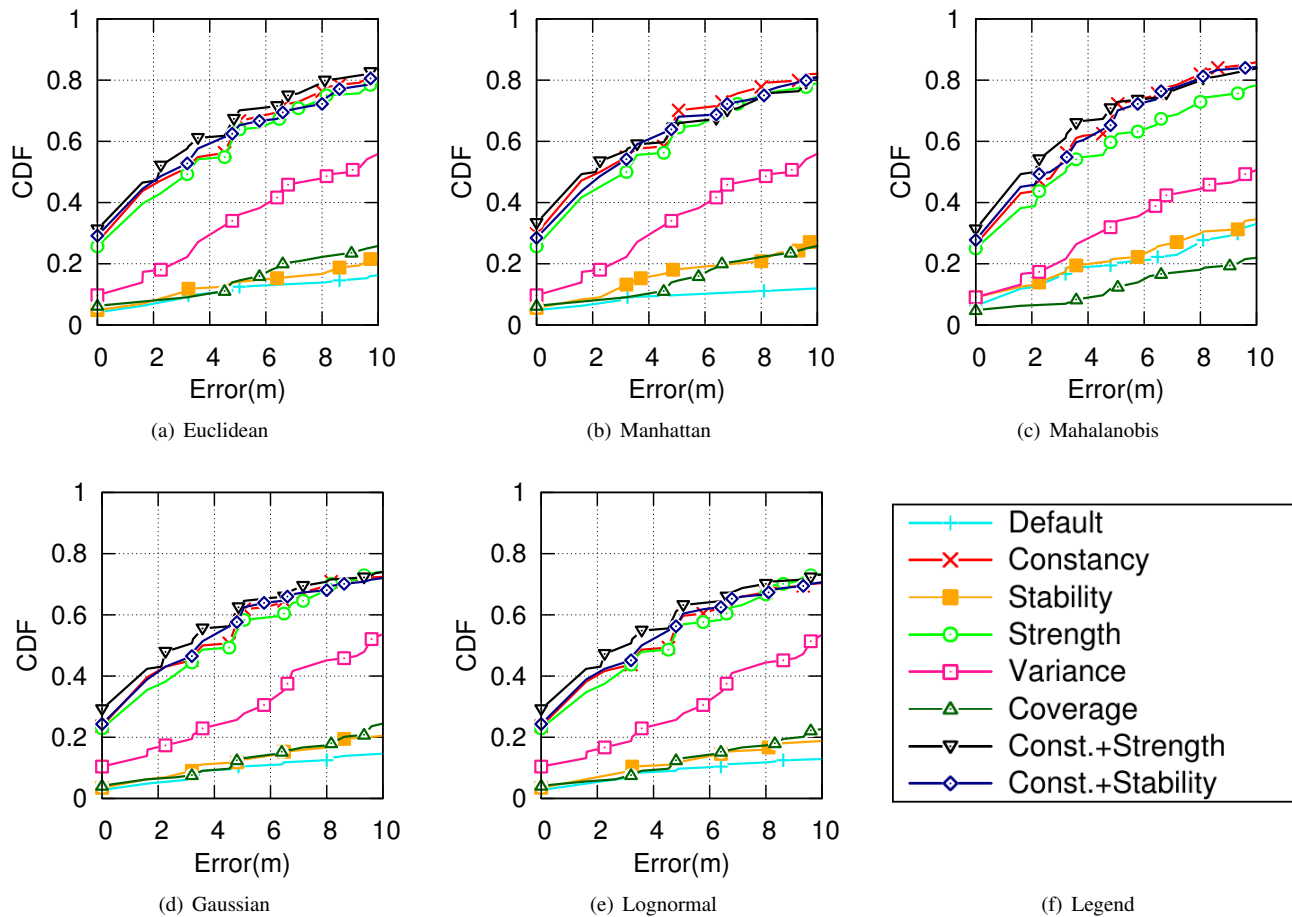 1
0.8
0.6
0.4
0.2
0
CDF
0 2 4 6 8 10
Error(m)
(a) Euclidean
1
0.8
0.6
0.4
0.2
0
CDF
0 2 4 6 8 10
Error(m)
(b) Manhattan
1
0.8
0.6
0.4
0.2
0
CDF
0 2 4 6 8 10
Error(m)
(c) Mahalanobis
1
0.8
0.6
0.4
0.2
0
CDF
0 2 4 6 8 10
Error(m)
(d) Gaussian
1
0.8
0.6
0.4
0.2
0
CDF
0 2 4 6 8 10
Error(m)
(e) Lognormal
Default
Constancy
Stability
Strength
Variance
Coverage
Const.+Strength
Const.+Stability
(f) Legend